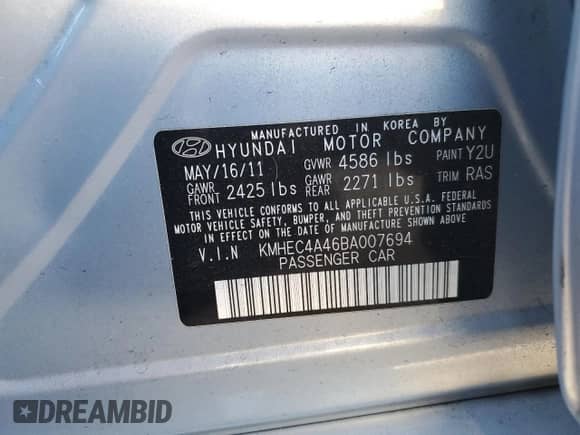 MANUFACTURED IN KOREA BY
HYUNDAI MOTOR COMPANY
MAY/16/11 GVWR 4586 lbs PAINT Y2U
GAWR FRONT 2425 lbs GAWR REAR 2271 lbs TRIM RAS
THIS VEHICLE CONFORMS TO ALL APPLICABLE U.S.A. FEDERAL
MOTOR VEHICLE SAFETY, BUMPER, AND THEFT PREVENTION STANDARDS
IN EFFECT ON THE DATE OF MANUFACTURE SHOWN ABOVE
V.I.N KMHEC4A46BA007694
PASSENGER CAR
DREAMBID